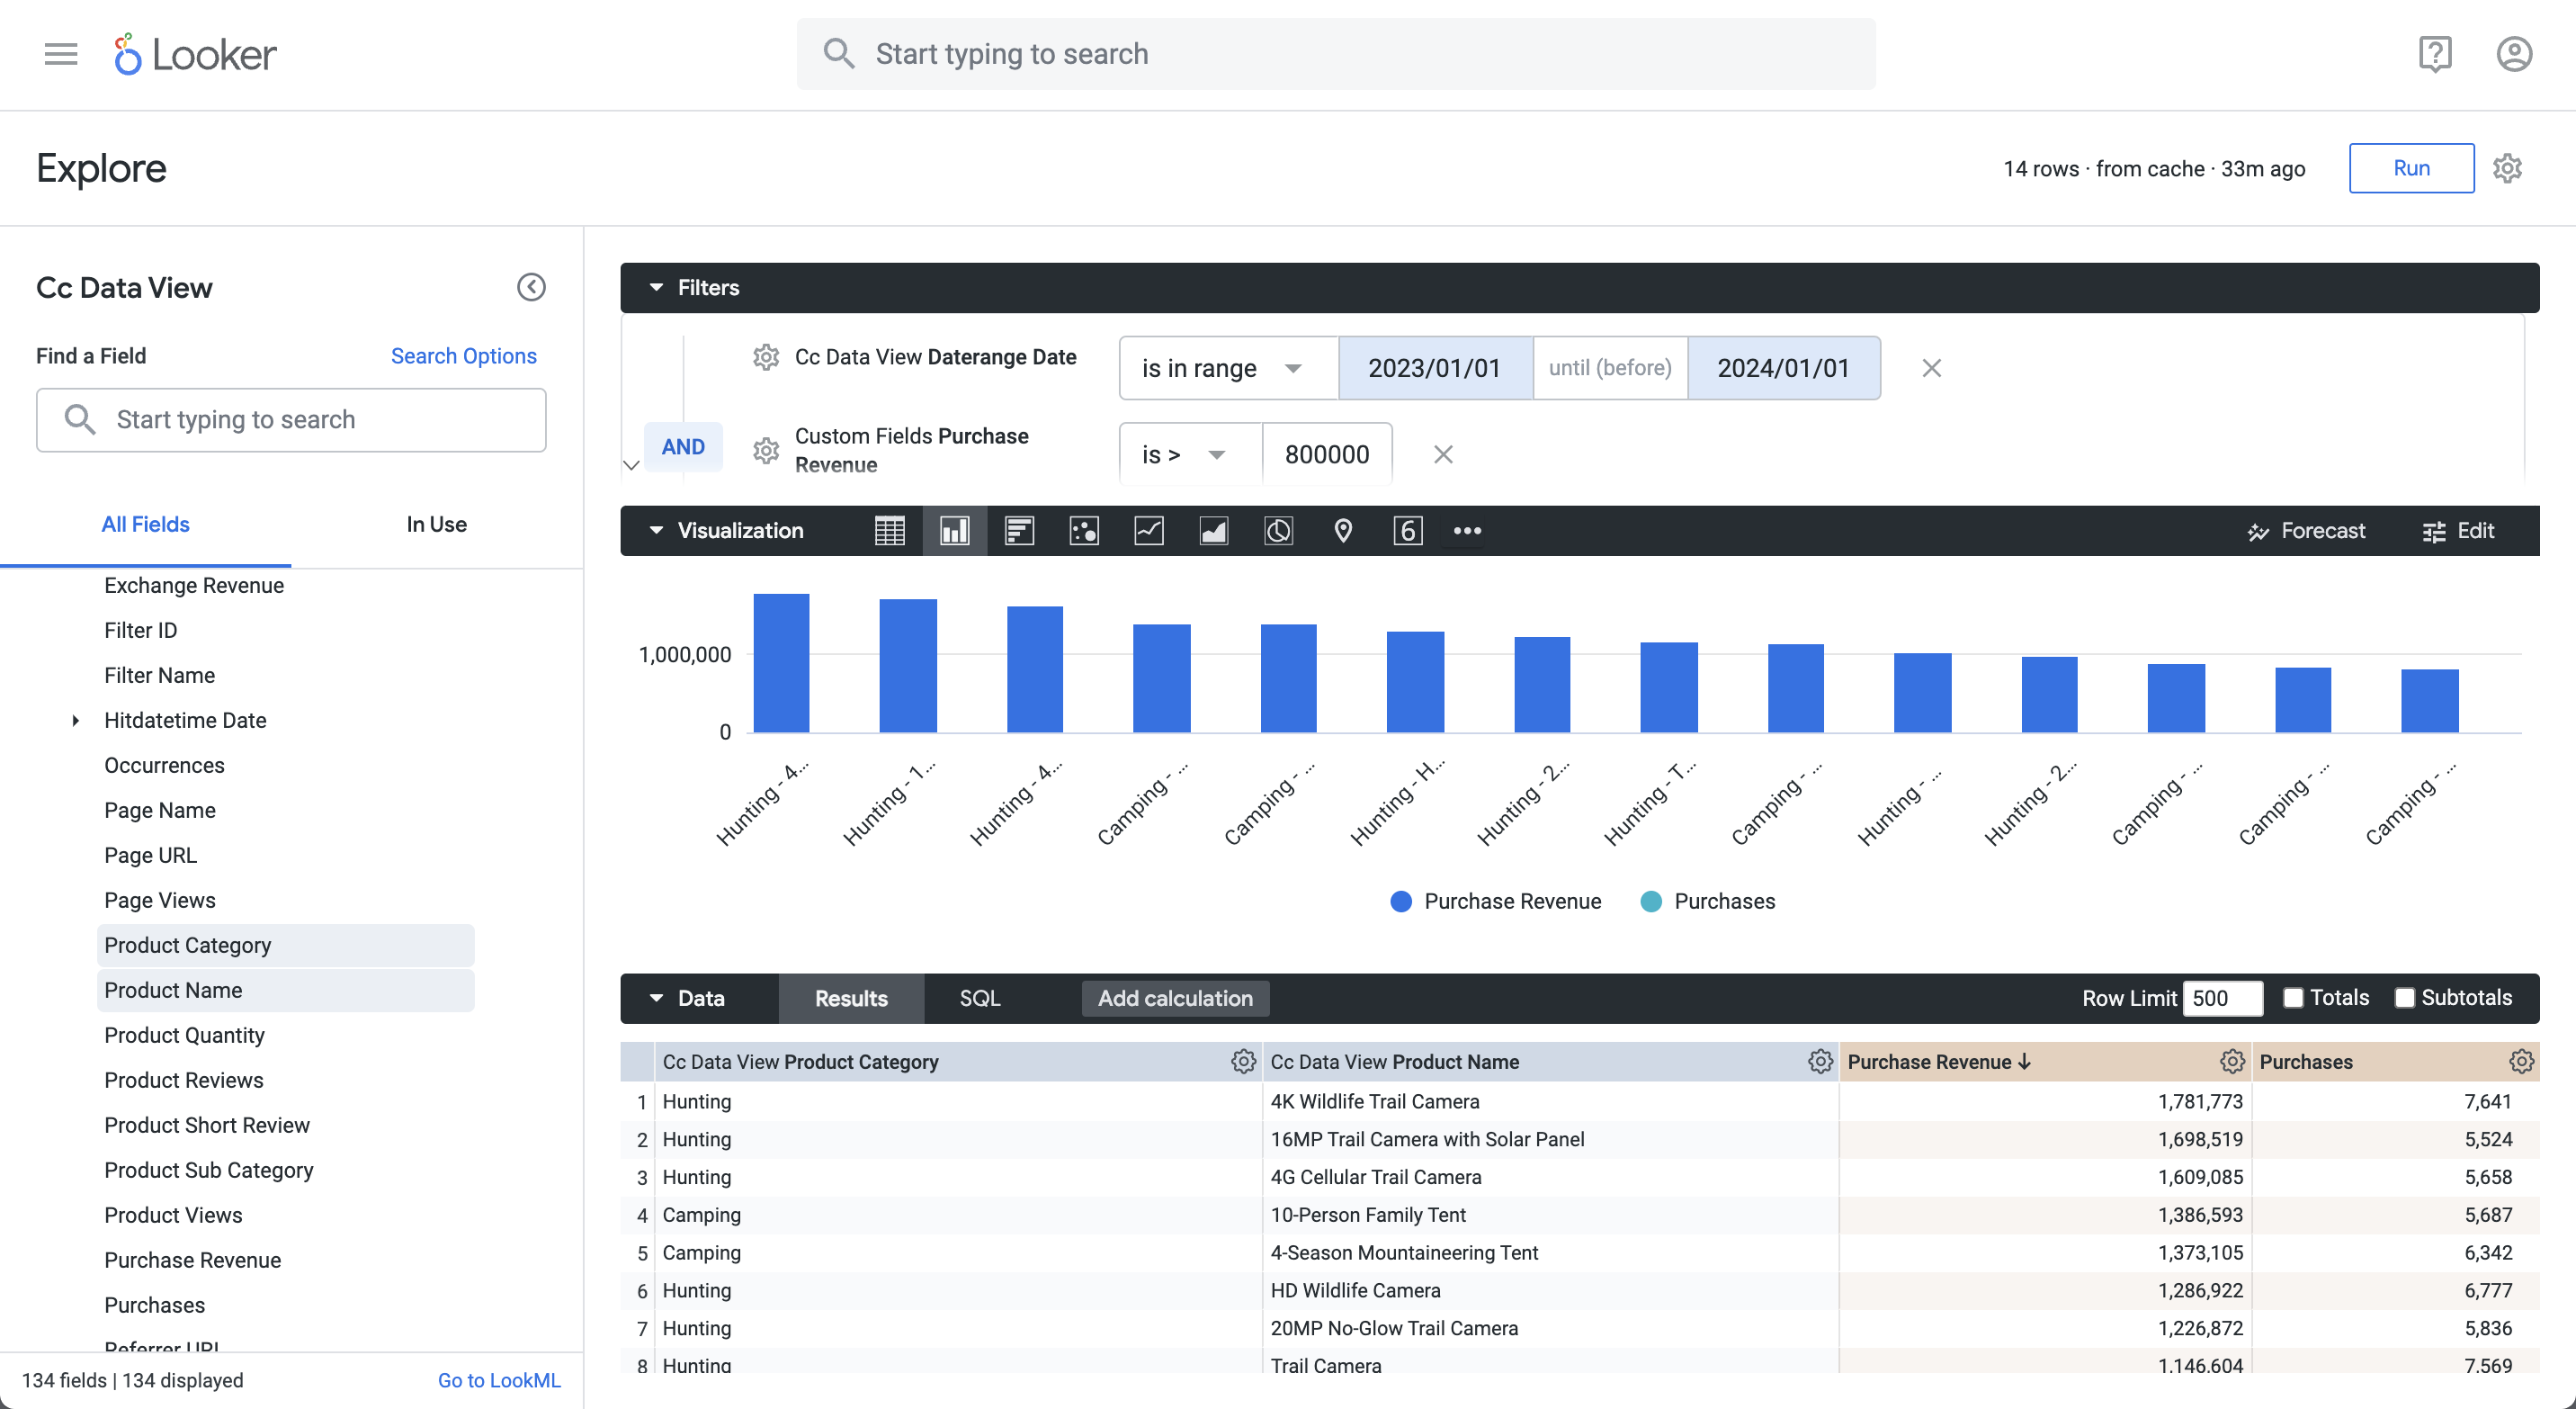 Looker
Start typing to search
Explore
14 rows · from cache · 33m ago
Run
Cc Data View
Find a Field
Search Options
Start typing to search
All Fields
In Use
Exchange Revenue
Filter ID
Filter Name
Hitdatetime Date
Occurrences
Page Name
Page URL
Page Views
Product Category
Product Name
Product Quantity
Product Reviews
Product Short Review
Product Sub Category
Product Views
Purchase Revenue
Purchases
Referrer URL
134 fields | 134 displayed
Go to LookML
Filters
Cc Data View Daterange Date
is in range
2023/01/01
until (before)
2024/01/01
AND
Custom Fields Purchase
Revenue
is >
800000
Visualization
6
Forecast
Edit
1,000,000
0
Hunting - 4...
Hunting - 1...
Hunting - 4...
Camping - ...
Camping - ...
Hunting - H...
Hunting - 2...
Hunting - T...
Camping - ...
Hunting - ...
Hunting - 2...
Camping - ...
Camping - ...
Camping - ...
Purchase Revenue
Purchases
Data
Results
SQL
Add calculation
Row Limit 500
Totals
Subtotals
Cc Data View Product Category
Cc Data View Product Name
Purchase Revenue ↓
Purchases
1 Hunting 4K Wildlife Trail Camera 1,781,773 7,641
2 Hunting 16MP Trail Camera with Solar Panel 1,698,519 5,524
3 Hunting 4G Cellular Trail Camera 1,609,085 5,658
4 Camping 10-Person Family Tent 1,386,593 5,687
5 Camping 4-Season Mountaineering Tent 1,373,105 6,342
6 Hunting HD Wildlife Camera 1,286,922 6,777
7 Hunting 20MP No-Glow Trail Camera 1,226,872 5,836
8 Hunting Trail Camera 1,146,604 7,569